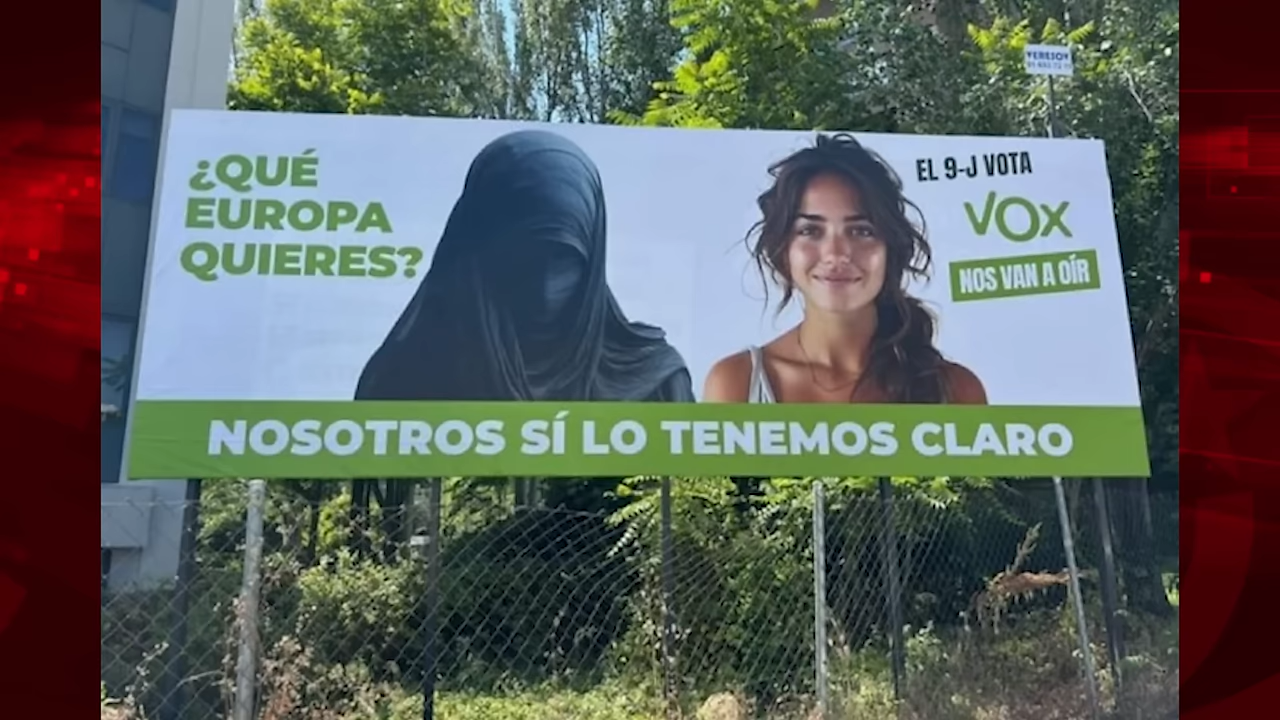 ¿QUÉ
EUROPA
QUIERES?
EL 9-J VOTA
VOX
NOS VAN A OÍR
NOSOTROS SÍ LO TENEMOS CLARO